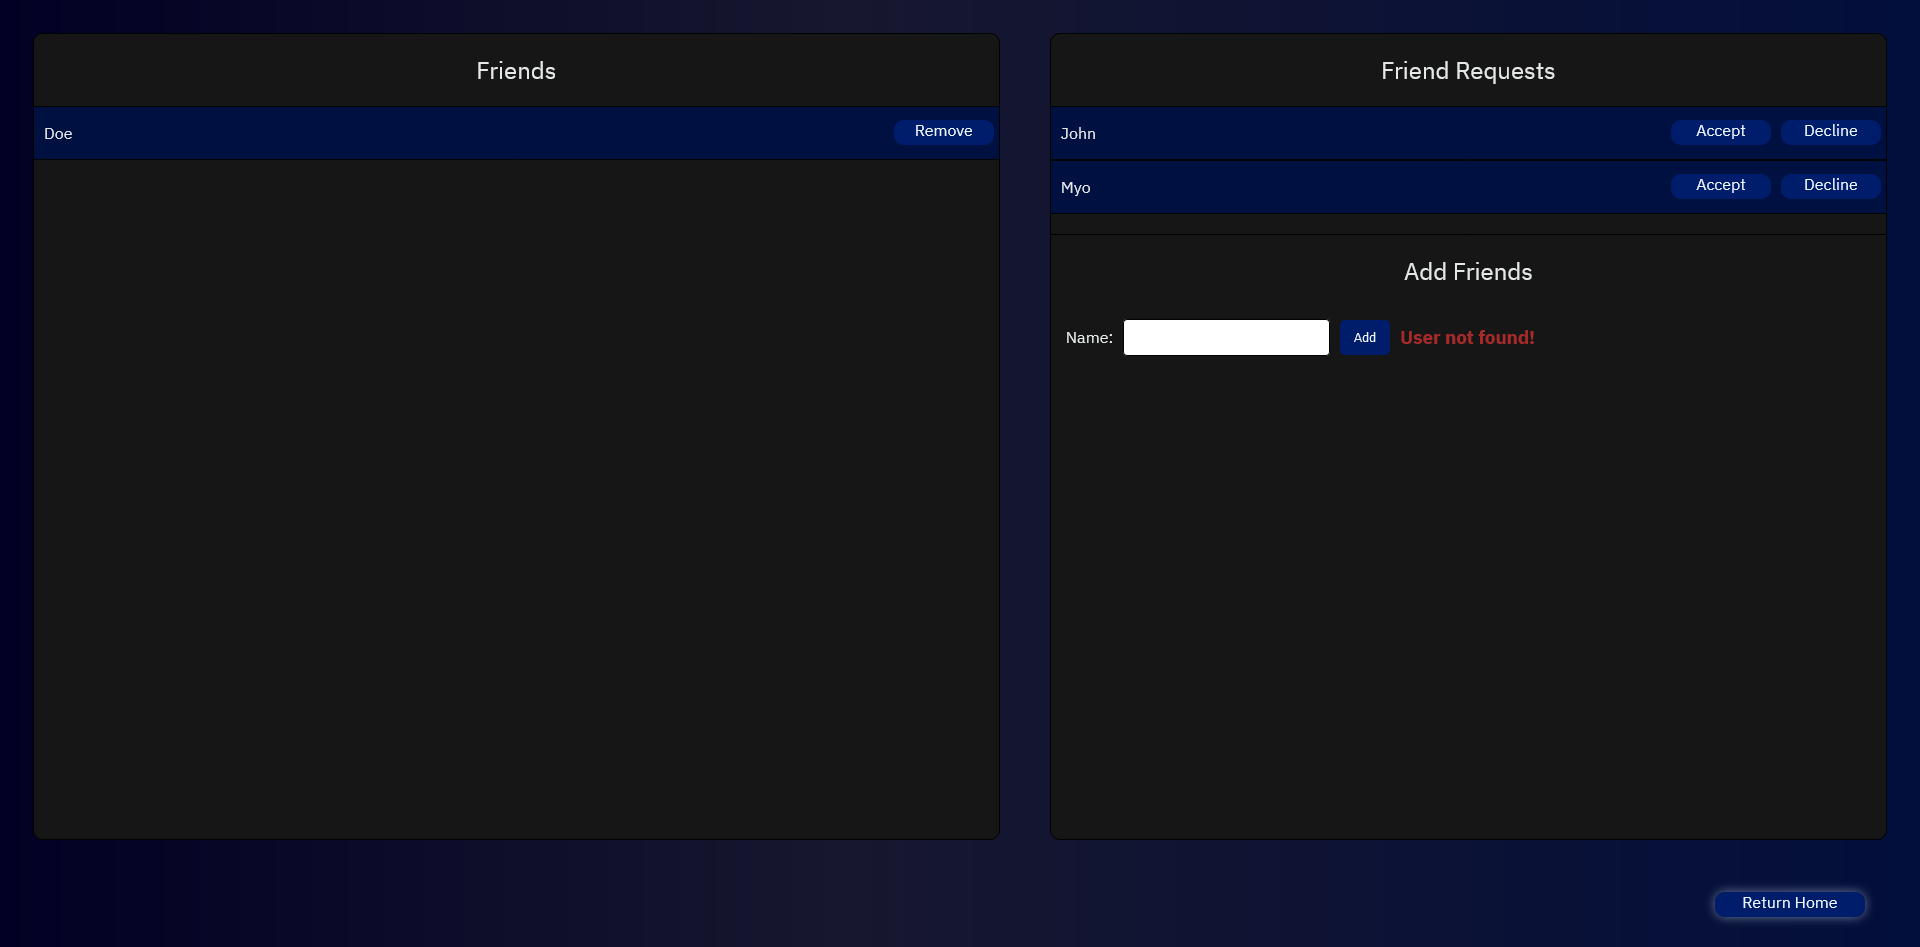 Friends
Doe
Remove
Friend Requests
John
Accept
Decline
Myo
Accept
Decline
Add Friends
Name:
Add
User not found!
Return Home